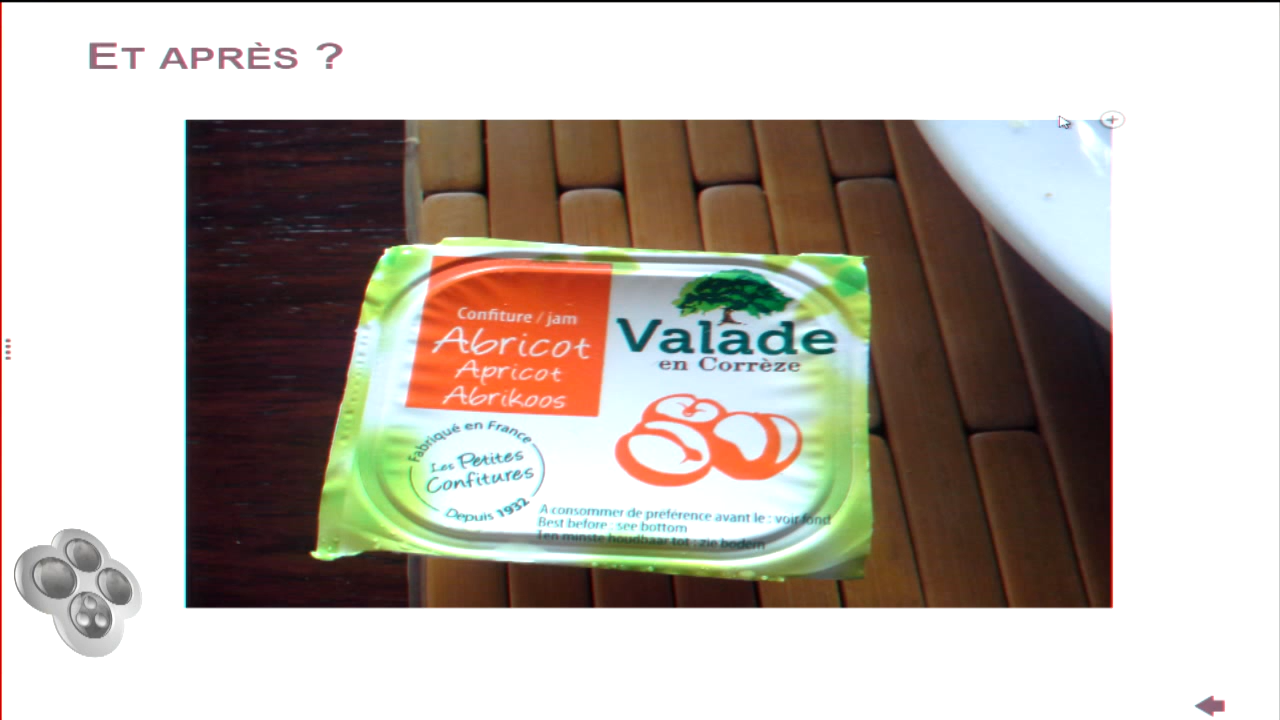 ET APRÈS ?
Confiture / jam
Abricot
Apricot
Abrikoos
Valade
en Corrèze
Fabriqué en France
Les Petites
Confitures
Depuis 1932
A consommer de préférence avant le : voir fond
Best before : see bottom
Ten minste houdbaar tot : zie bodem